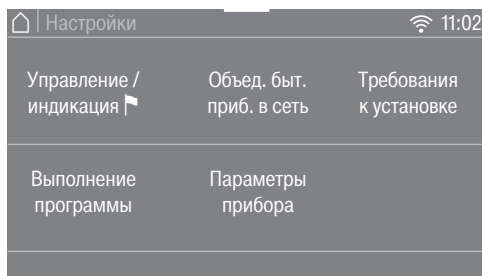 Настройки 11:02
Управление / Объед. быт. Требования
индикация приб. в сеть к установке
Выполнение Параметры
программы прибора